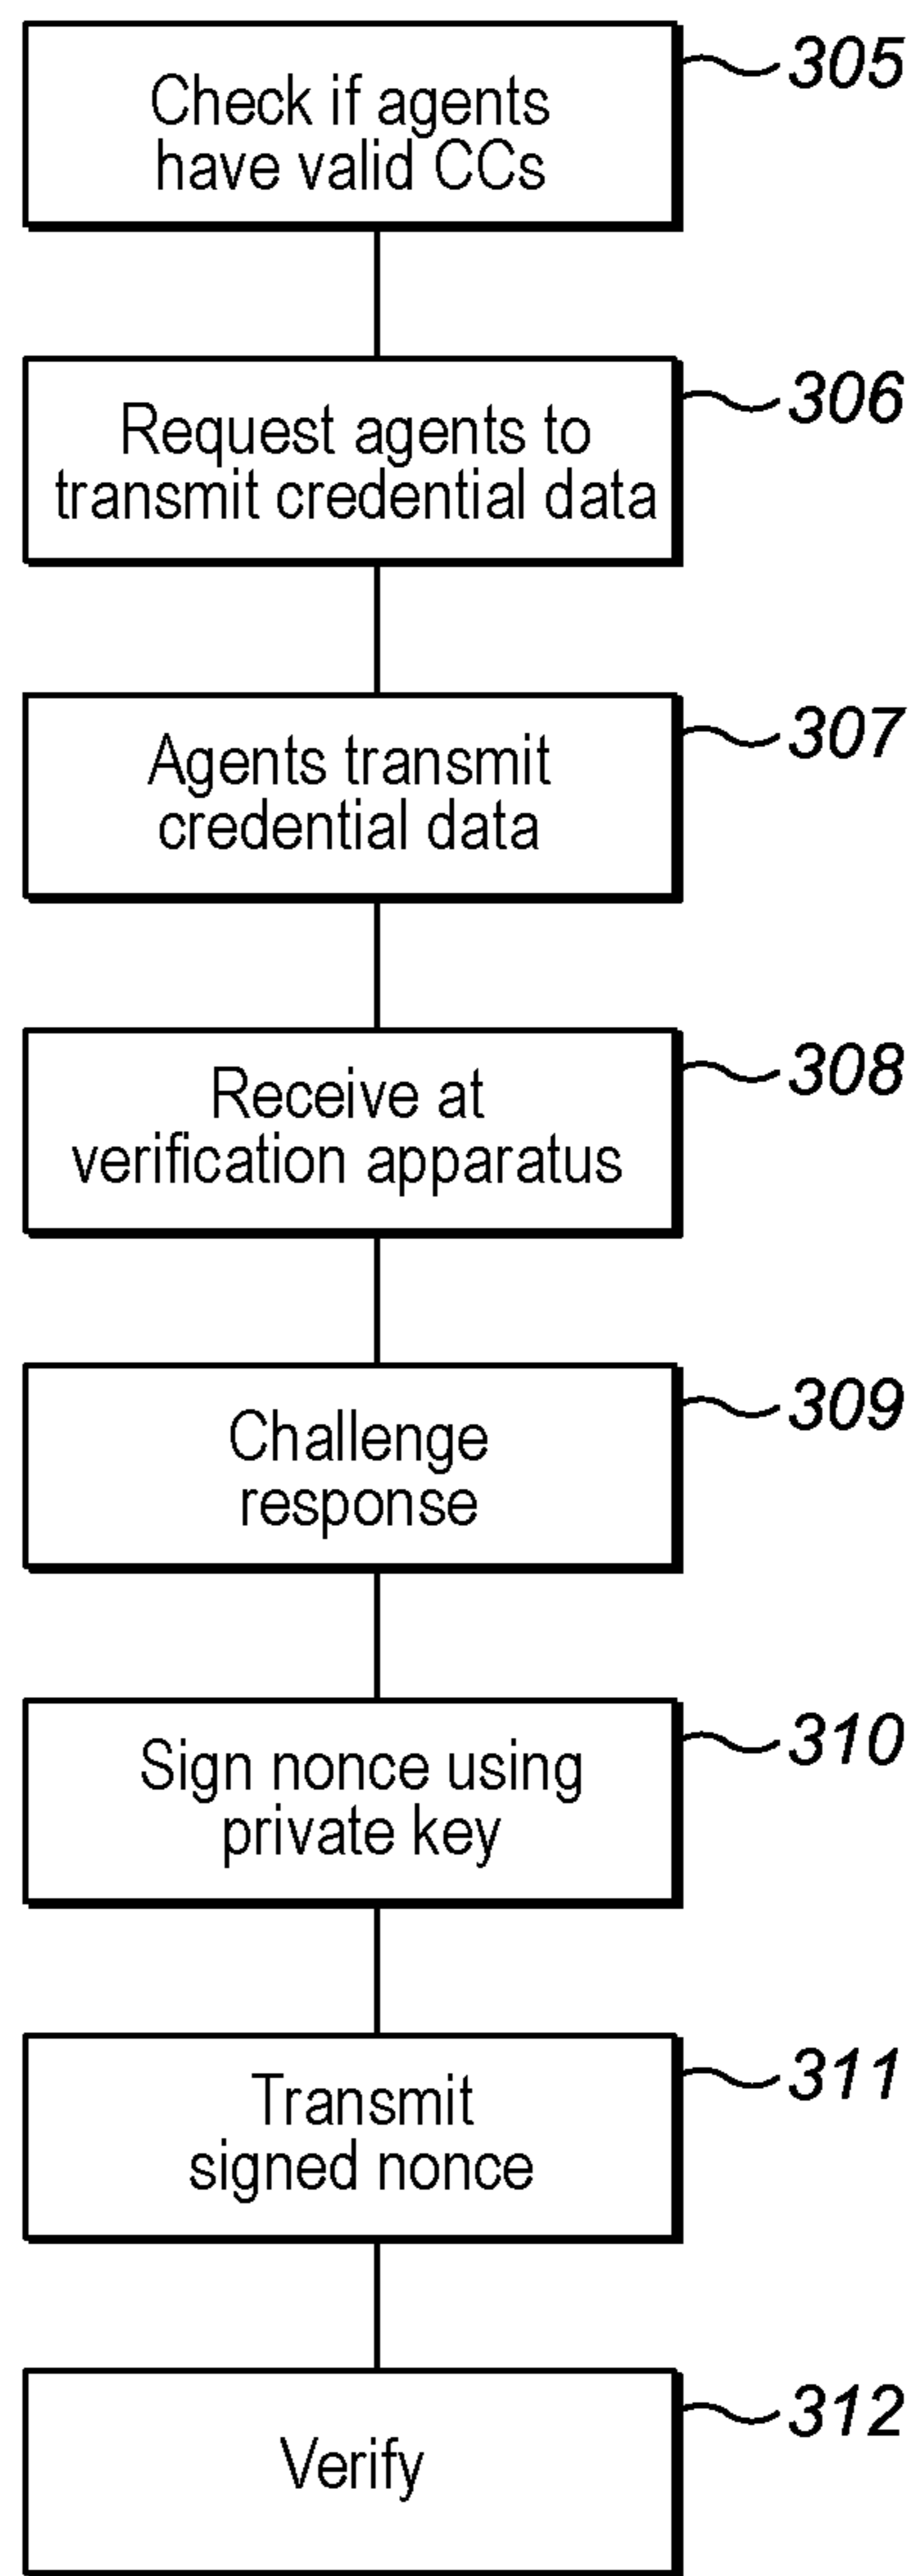 Check if agents
have valid CCs
305
Request agents to
transmit credential data
306
Agents transmit
credential data
307
Receive at
verification apparatus
308
Challenge
response
309
Sign nonce using
private key
310
Transmit
signed nonce
311
Verify
312